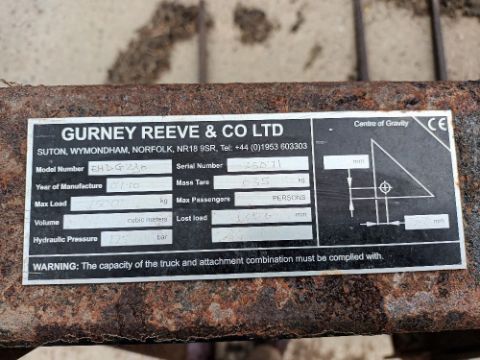 GURNEY REEVE & CO LTD
SUTON, WYMONDHAM, NORFOLK, NR18 9SR, Tel: +44 (0)1953 603303
Model Number
Serial Number
Year of Manufacture
Mass Tare kg
Max Load kg
Max Passengers PERSONS
Volume cubic meters
Lost load
Hydraulic Pressure bar
Centre of Gravity
CE
mm
mm
WARNING: The capacity of the truck and attachment combination must be complied with.